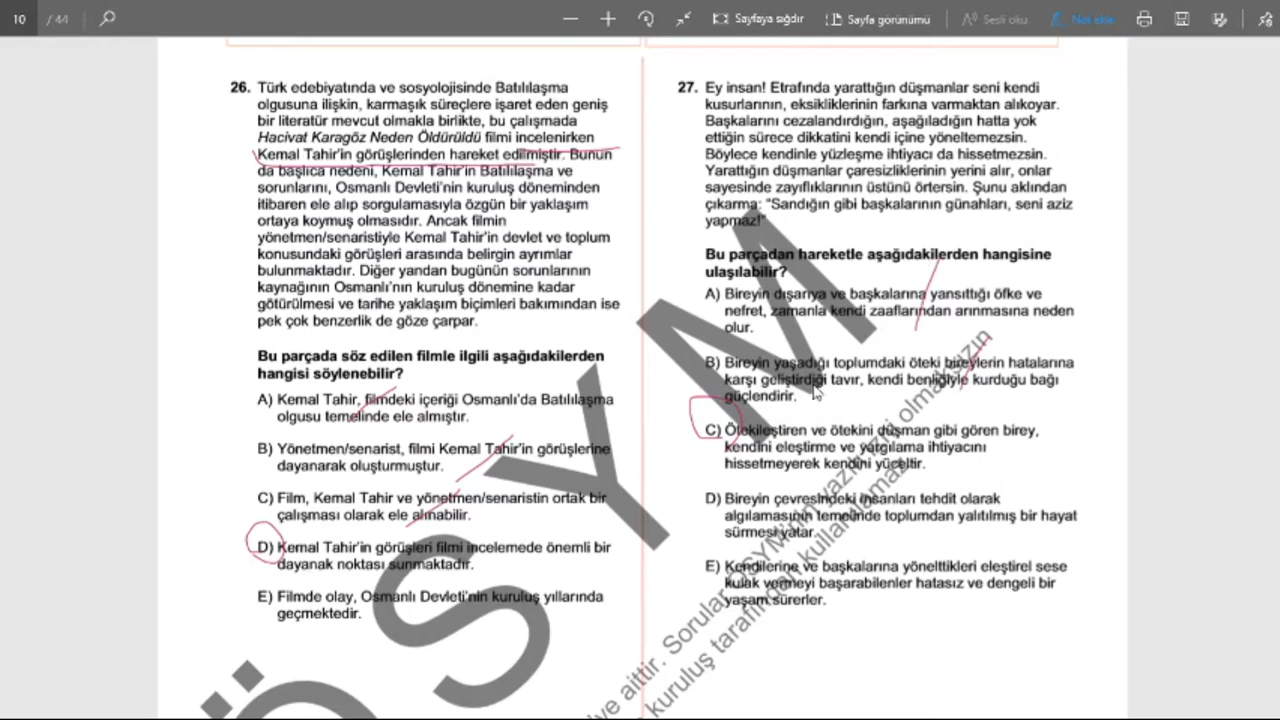 10 / 44
Sayfaya sığdır
Sayfa görünümü
Sesli oku
Not ekle
26. Türk edebiyatında ve sosyolojisinde Batılılaşma
olgusuna ilişkin, karmaşık süreçlere işaret eden geniş
bir literatür mevcut olmakla birlikte, bu çalışmada
Hacivat Karagöz Neden Öldürüldü filmi incelenirken
Kemal Tahir'in görüşlerinden hareket edilmiştir. Bunun
da başlıca nedeni, Kemal Tahir'in Batılılaşma ve
sorunlarını, Osmanlı Devleti'nin kuruluş döneminden
itibaren ele alıp sorgulamasıyla özgün bir yaklaşım
ortaya koymuş olmasıdır. Ancak filmin
yönetmen/senaristiyle Kemal Tahir'in devlet ve toplum
konusundaki görüşleri arasında belirgin ayrımlar
bulunmaktadır. Diğer yandan bugünün sorunlarının
kaynağının Osmanlı'nın kuruluş dönemine kadar
götürülmesi ve tarihe yaklaşım biçimleri bakımından ise
pek çok benzerlik de göze çarpar.
Bu parçada söz edilen filmle ilgili aşağıdakilerden
hangisi söylenebilir?
A) Kemal Tahir, filmdeki içeriği Osmanlı'da Batılılaşma
olgusu temelinde ele almıştır.
B) Yönetmen/senarist, filmi Kemal Tahir'in görüşlerine
dayanarak oluşturmuştur.
C) Film, Kemal Tahir ve yönetmen/senaristin ortak bir
çalışması olarak ele alınabilir.
D) Kemal Tahir'in görüşleri filmi incelemede önemli bir
dayanak noktası sunmaktadır.
E) Filmde olay, Osmanlı Devleti'nin kuruluş yıllarında
geçmektedir.
27. Ey insan! Etrafında yarattığın düşmanlar seni kendi
kusurlarının, eksikliklerinin farkına varmaktan alıkoyar.
Başkalarını cezalandırdığın, aşağıladığın hatta yok
ettiğin sürece dikkatini kendi içine yöneltemezsin.
Böylece kendinle yüzleşme ihtiyacı da hissetmezsin.
Yarattığın düşmanlar çaresizliklerinin yerini alır, onlar
sayesinde zayıflıklarının üstünü örtersin. Şunu aklından
çıkarma: "Sandığın gibi başkalarının günahları, seni aziz
yapmaz!"
Bu parçadan hareketle aşağıdakilerden hangisine
ulaşılabilir?
A) Bireyin dışarıya ve başkalarına yansıttığı öfke ve
nefret, zamanla kendi zaaflarından arınmasına neden
olur.
B) Bireyin yaşadığı toplumdaki öteki bireylerin hatalarına
karşı geliştirdiği tavır, kendi benliğiyle kurduğu bağı
güçlendirir.
C) Ötekileştiren ve ötekini düşman gibi gören birey,
kendini eleştirme ve yargılama ihtiyacını
hissetmeyerek kendini yüceltir.
D) Bireyin çevresindeki insanları tehdit olarak
algılamasının temelinde toplumdan yalıtılmış bir hayat
sürmesi yatar.
E) Kendilerine ve başkalarına yönelttikleri eleştirel sese
kulak vermeyi başarabilenler hatasız ve dengeli bir
yaşam sürerler.
ÖSYM
aittir. Sorular, ÖSYM'nin yazılı izni olmaksızın
kuruluş tarafından kullanılamaz.